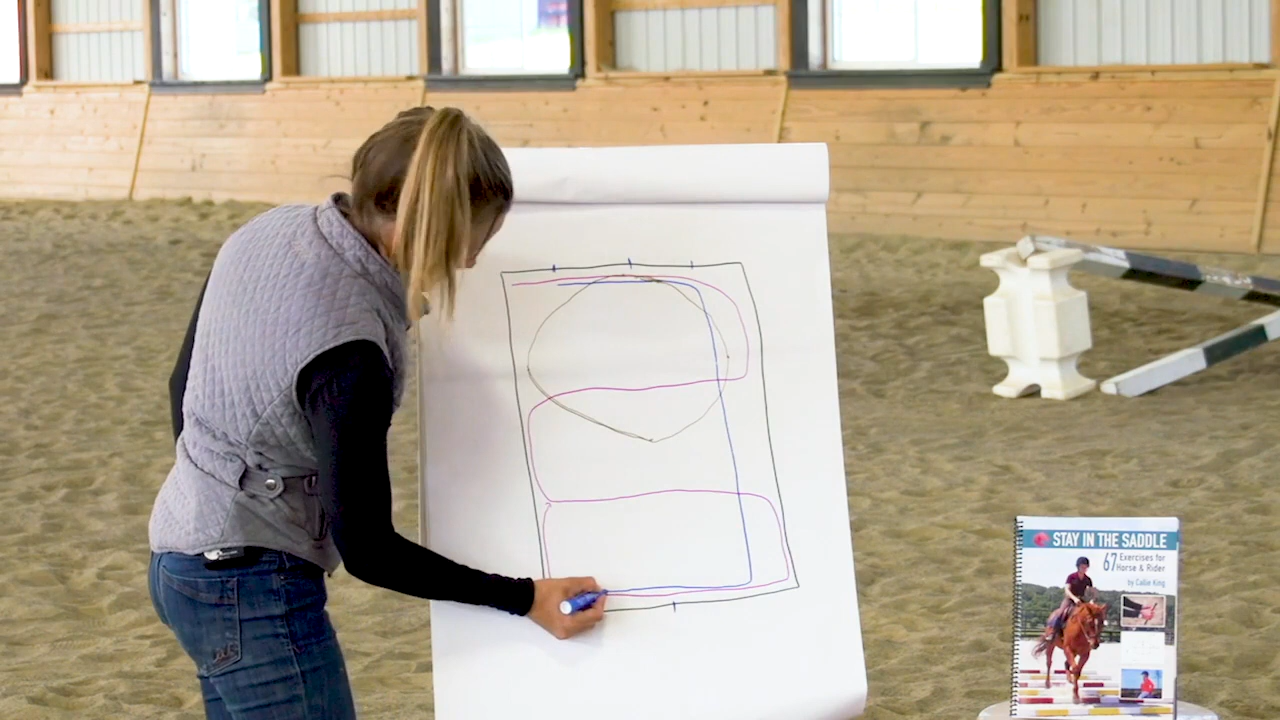 STAY IN THE SADDLE
67 Exercises for
Horse & Rider
by Callie King